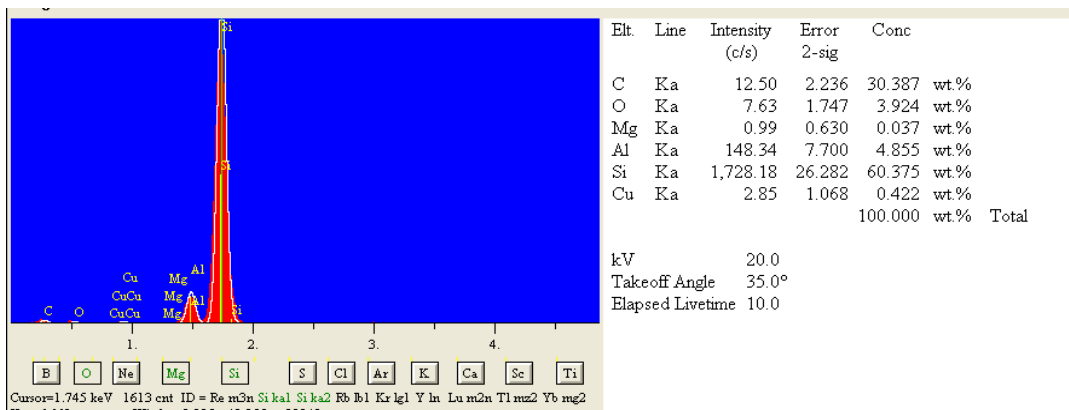 Elt. Line Intensity Error Conc
(c/s) 2-sig
C Ka 12.50 2.236 30.387 wt.%
O Ka 7.63 1.747 3.924 wt.%
Mg Ka 0.99 0.630 0.037 wt.%
Al Ka 148.34 7.700 4.855 wt.%
Si Ka 1,728.18 26.282 60.375 wt.%
Cu Ka 2.85 1.068 0.422 wt.%
100.000 wt.% Total
kV 20.0
Takeoff Angle 35.0°
Elapsed Livetime 10.0
Si
Si
Cu Mg Al
CuCu Mg Al
C O CuCu Mg Si
1. 2. 3. 4.
B O Ne Mg Si S Cl Ar K Ca Sc Ti
Cursor=1.745 keV 1613 cnt ID = Re m3n Si ka1 Si ka2 Rb lb1 Kr lg1 Y ln Lu m2n Tl mz2 Yb mg2